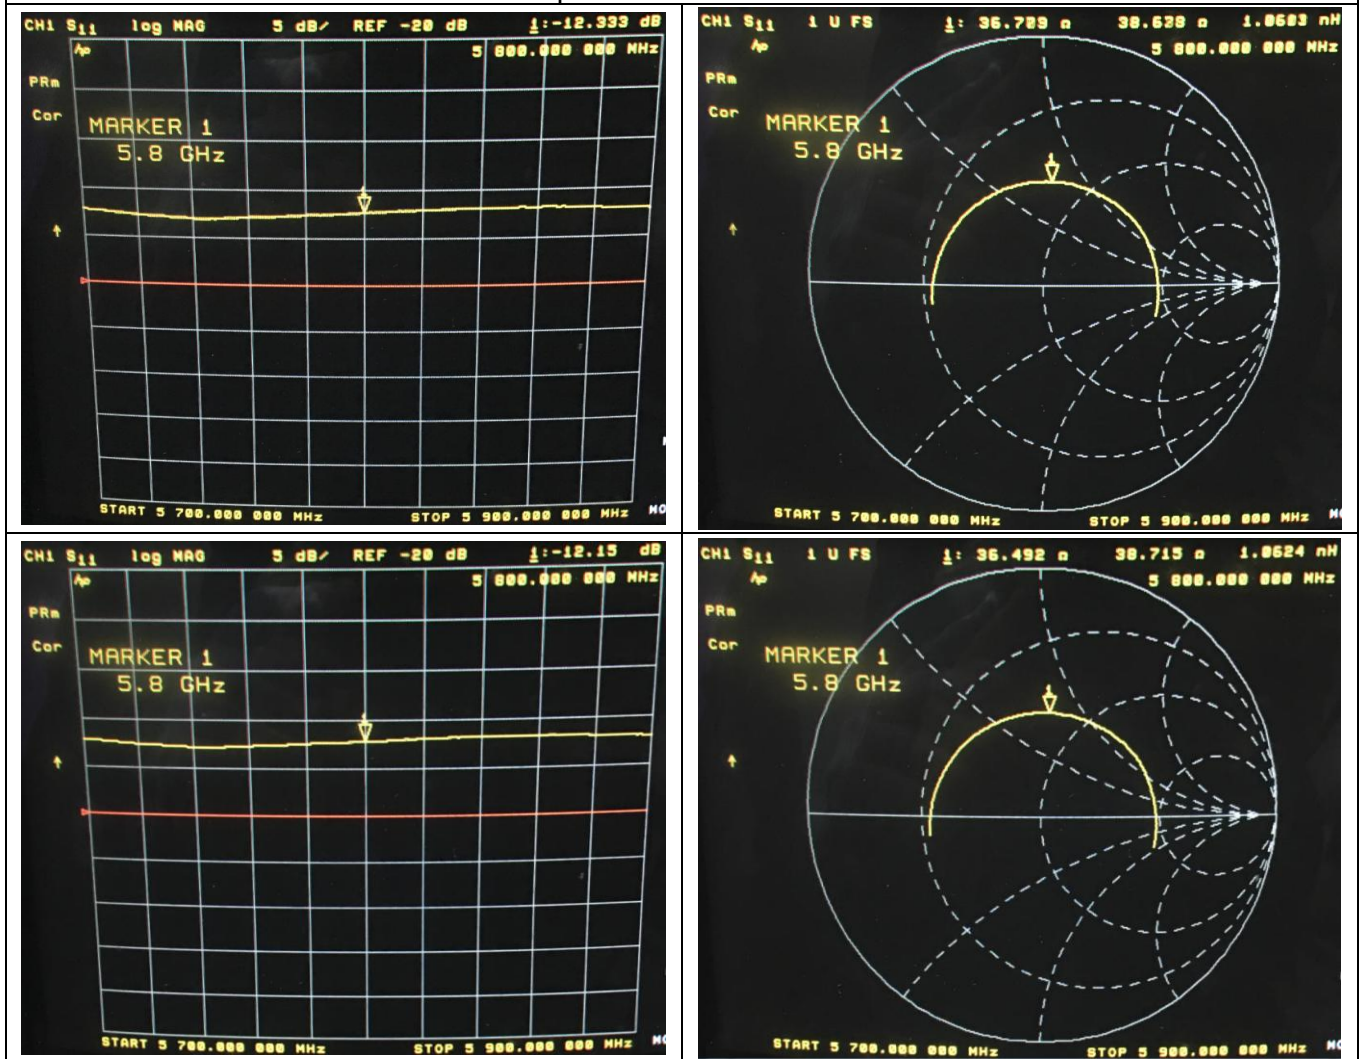 CH1 S11 log MAG 5 dB/ REF -20 dB 1:-12.333 dB
Ap
5 800.000 000 MHz
PRm
Cor
MARKER 1
5.8 GHz
START 5 700.000 000 MHz STOP 5 900.000 000 MHz
CH1 S11 1 U FS 1: 36.709 Ω 38.628 Ω 1.0603 nH
Ap
5 800.000 000 MHz
PRm
Cor
MARKER 1
5.8 GHz
1
START 5 700.000 000 MHz STOP 5 900.000 000 MHz
CH1 S11 log MAG 5 dB/ REF -20 dB 1:-12.15 dB
Ap
5 800.000 000 MHz
PRm
Cor
MARKER 1
5.8 GHz
START 5 700.000 000 MHz STOP 5 900.000 000 MHz
CH1 S11 1 U FS 1: 36.492 Ω 38.715 Ω 1.0624 nH
Ap
5 800.000 000 MHz
PRm
Cor
MARKER 1
5.8 GHz
1
START 5 700.000 000 MHz STOP 5 900.000 000 MHz